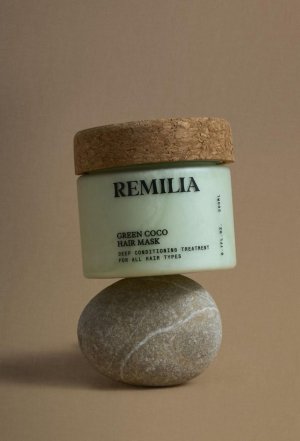 REMILIA
GREEN COCO
HAIR MASK
DEEP CONDITIONING TREATMENT
FOR ALL HAIR TYPES